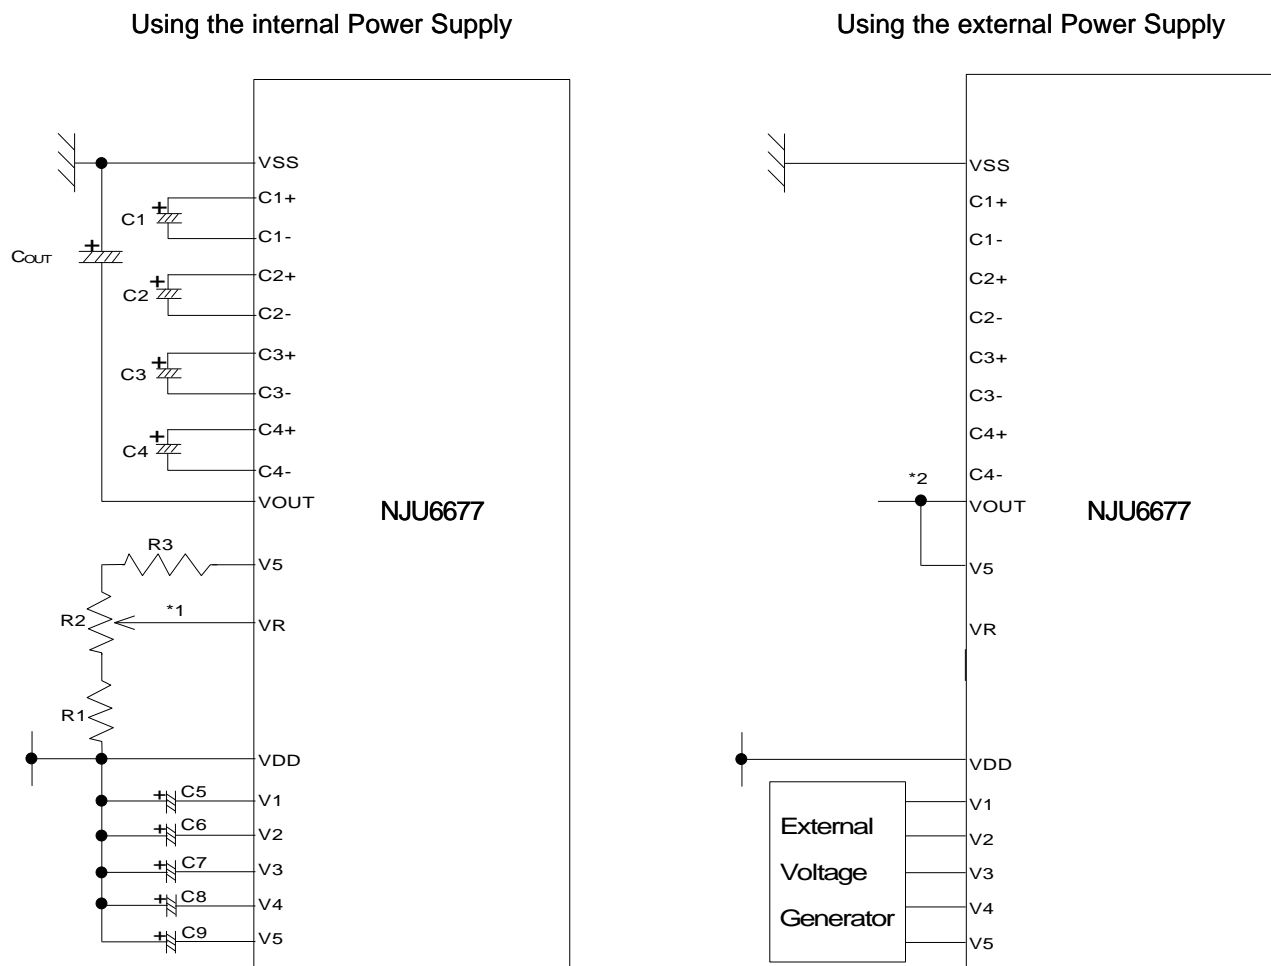 Using the internal Power Supply
VSS
C1+
C1
C1-
COUT
C2+
C2
C2-
C3+
C3
C3-
C4+
C4
C4-
VOUT
NJU6677
R3
V5
*1
R2
VR
R1
VDD
C5
V1
C6
V2
C7
V3
C8
V4
C9
V5
Using the external Power Supply
VSS
C1+
C1-
C2+
C2-
C3+
C3-
C4+
C4-
*2
VOUT
NJU6677
V5
VR
VDD
External
Voltage
Generator
V1
V2
V3
V4
V5